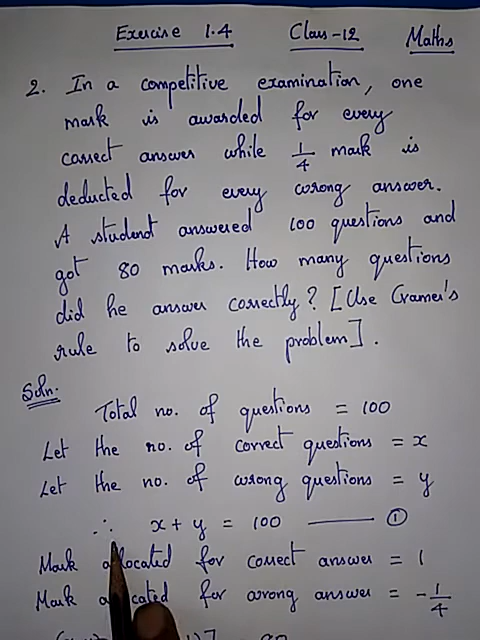 Exercise 1.4 Class-12 Maths
2. In a competitive examination, one
mark is awarded for every
correct answer while 1/4 mark is
deducted for every wrong answer.
A student answered 100 questions and
got 80 marks. How many questions
did he answer correctly? [Use Cramer's
rule to solve the problem].
Soln.
Total no. of questions = 100
Let the no. of correct questions = x
Let the no. of wrong questions = y
∴ x + y = 100 —— ①
Mark allocated for correct answer = 1
Mark allocated for wrong answer = -1/4